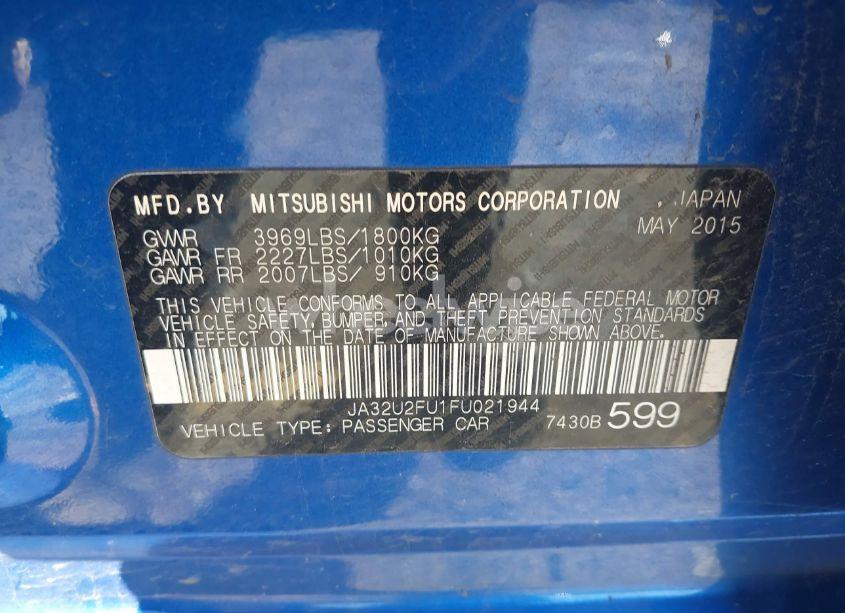 MFD.BY MITSUBISHI MOTORS CORPORATION , JAPAN
MAY 2015
GVWR 3969LBS/1800KG
GAWR FR 2227LBS/1010KG
GAWR RR 2007LBS/ 910KG
THIS VEHICLE CONFORMS TO ALL APPLICABLE FEDERAL MOTOR
VEHICLE SAFETY BUMPER AND THEFT PREVENTION STANDARDS
IN EFFECT ON THE DATE OF MANUFACTURE SHOWN ABOVE.
JA32U2FU1FU021944
VEHICLE TYPE: PASSENGER CAR 7430B 599